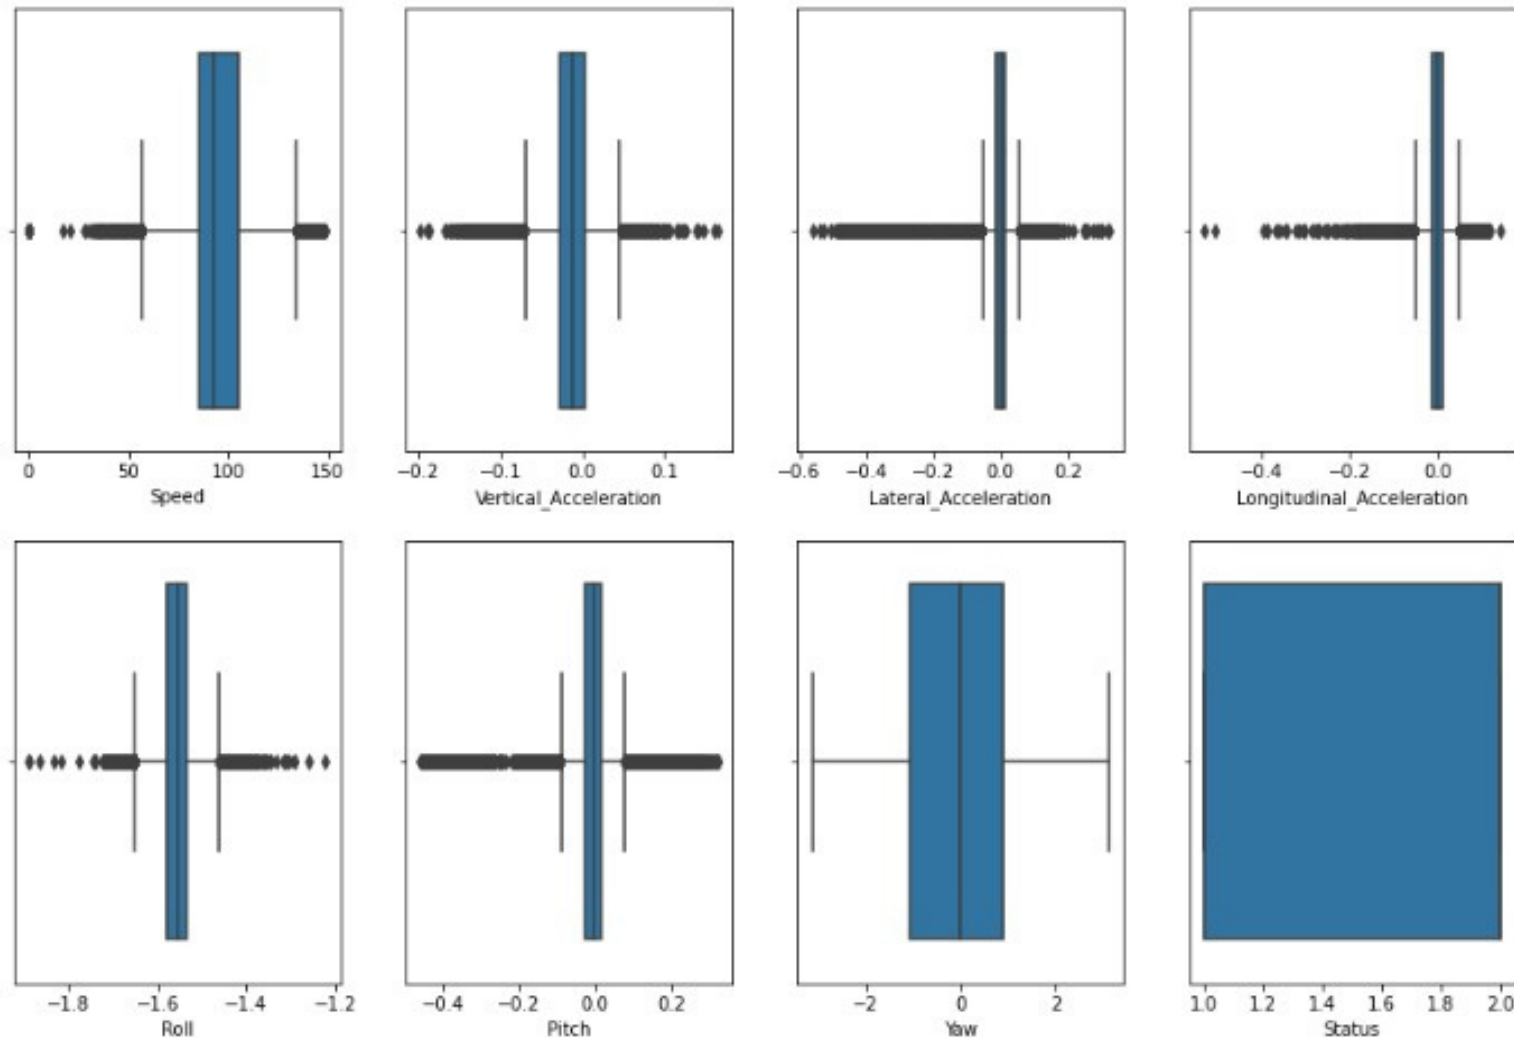 0 50 100 150
Speed
−0.2 −0.1 0.0 0.1
Vertical_Acceleration
−0.6 −0.4 −0.2 0.0 0.2
Lateral_Acceleration
−0.4 −0.2 0.0
Longitudinal_Acceleration
−1.8 −1.6 −1.4 −1.2
Roll
−0.4 −0.2 0.0 0.2
Pitch
−2 0 2
Yaw
1.0 1.2 1.4 1.6 1.8 2.0
Status